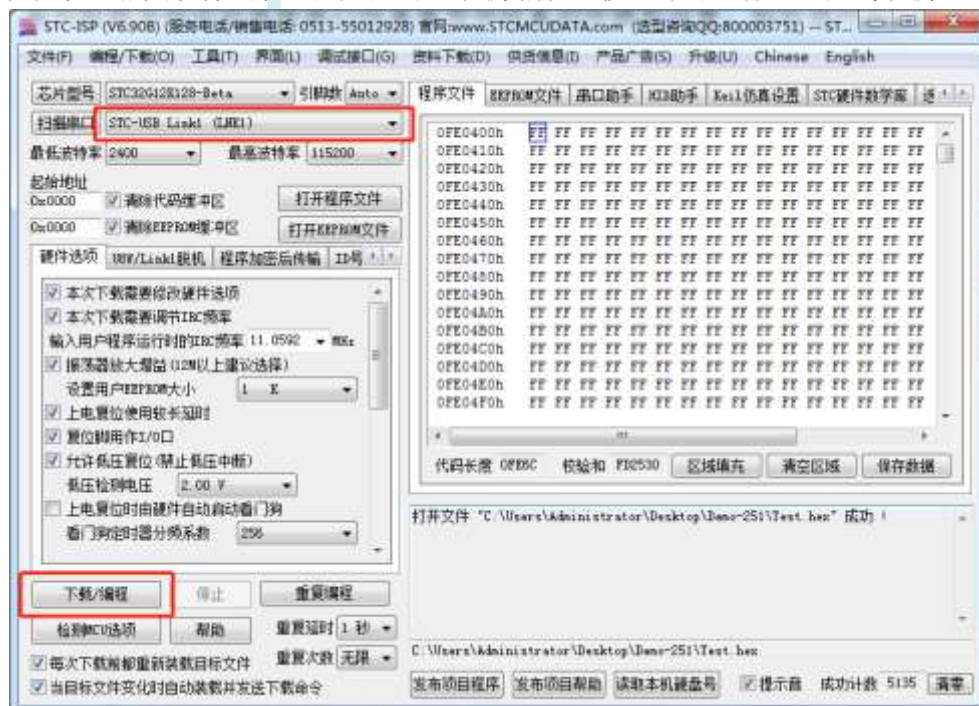 STC-ISP (V6.90B) (服务电话/销售电话: 0513-55012928) 官网:www.STCMCUDATA.com (选型咨询QQ:800003751) -- ST...
文件(F) 编程/下载(O) 工具(T) 界面(L) 调试接口(G) 资料下载(D) 供货信息(I) 产品广告(S) 升级(U) Chinese English
芯片型号 STC32G12K128-Beta 引脚数 Auto
扫描串口 STC-USB Link1 (LNK1)
最低波特率 2400 最高波特率 115200
起始地址
0x0000 清除代码缓冲区 打开程序文件
0x0000 清除EEPROM缓冲区 打开EEPROM文件
硬件选项 U8W/Link1脱机 程序加密后传输 ID号
本次下载需要修改硬件选项
本次下载需要调节IRC频率
输入用户程序运行时的IRC频率 11.0592 MHz
振荡器放大增益(12M以上建议选择)
设置用户EEPROM大小 1 K
上电复位使用较长延时
复位脚用作I/O口
允许低压复位(禁止低压中断)
低压检测电压 2.00 V
上电复位时由硬件自动启动看门狗
看门狗定时器分频系数 256
下载/编程 停止 重复编程
检测MCU选项 帮助 重复延时 1 秒
重复次数 无限
每次下载前都重新装载目标文件
当目标文件变化时自动装载并发送下载命令
程序文件 EEPROM文件 串口助手 HID助手 Keil仿真设置 STC硬件数学库
0FE0400h FF FF FF FF FF FF FF FF FF FF FF FF FF FF FF FF
0FE0410h FF FF FF FF FF FF FF FF FF FF FF FF FF FF FF FF
0FE0420h FF FF FF FF FF FF FF FF FF FF FF FF FF FF FF FF
0FE0430h FF FF FF FF FF FF FF FF FF FF FF FF FF FF FF FF
0FE0440h FF FF FF FF FF FF FF FF FF FF FF FF FF FF FF FF
0FE0450h FF FF FF FF FF FF FF FF FF FF FF FF FF FF FF FF
0FE0460h FF FF FF FF FF FF FF FF FF FF FF FF FF FF FF FF
0FE0470h FF FF FF FF FF FF FF FF FF FF FF FF FF FF FF FF
0FE0480h FF FF FF FF FF FF FF FF FF FF FF FF FF FF FF FF
0FE0490h FF FF FF FF FF FF FF FF FF FF FF FF FF FF FF FF
0FE04A0h FF FF FF FF FF FF FF FF FF FF FF FF FF FF FF FF
0FE04B0h FF FF FF FF FF FF FF FF FF FF FF FF FF FF FF FF
0FE04C0h FF FF FF FF FF FF FF FF FF FF FF FF FF FF FF FF
0FE04D0h FF FF FF FF FF FF FF FF FF FF FF FF FF FF FF FF
0FE04E0h FF FF FF FF FF FF FF FF FF FF FF FF FF FF FF FF
0FE04F0h FF FF FF FF FF FF FF FF FF FF FF FF FF FF FF FF
代码长度 校验和 区域填充 清空区域 保存数据
打开文件 "C:\Users\Administrator\Desktop\Demo-251\Test.hex" 成功 !
C:\Users\Administrator\Desktop\Demo-251\Test.hex
发布项目程序 发布项目帮助 读取本机硬盘号 提示音 成功计数 5135 清零